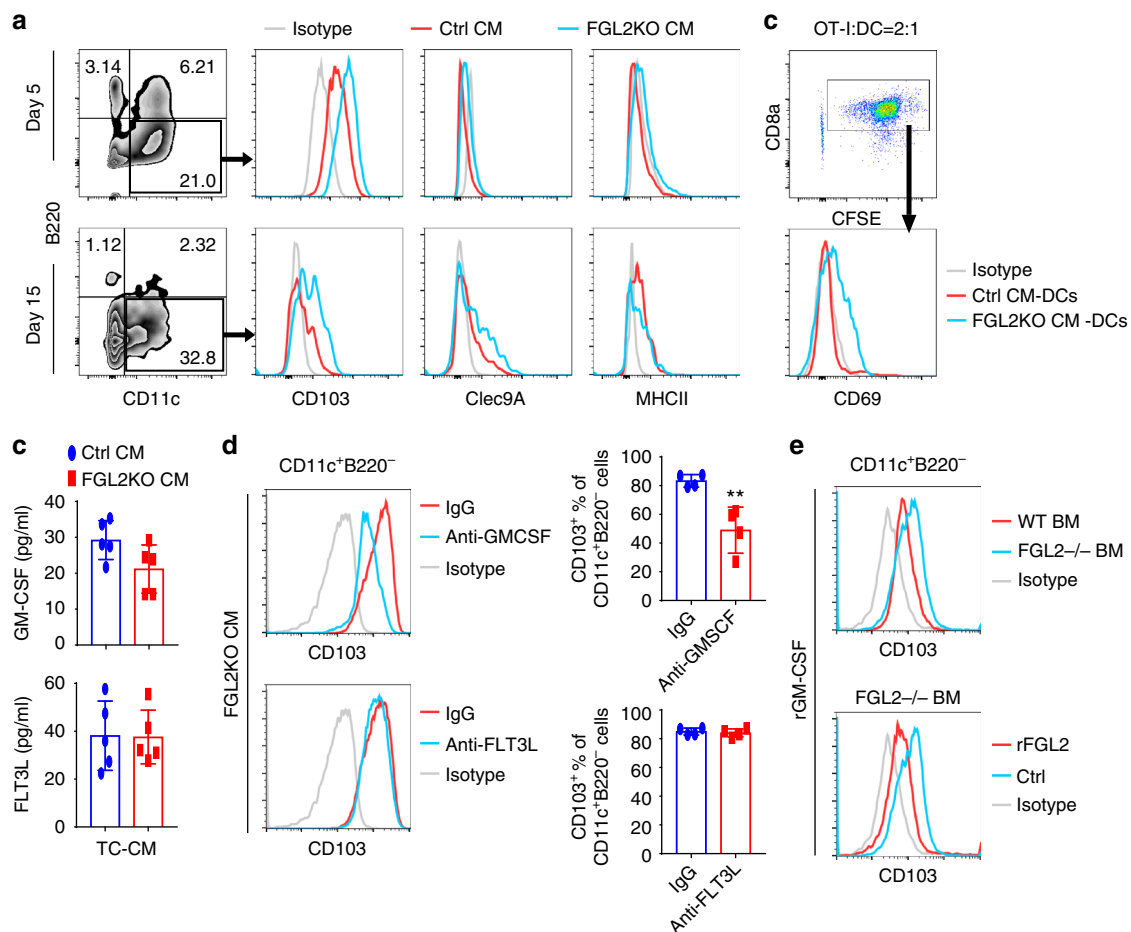 a
Isotype
Ctrl CM
FGL2KO CM
Day 5
3.14
6.21
21.0
B220
Day 15
1.12
2.32
32.8
CD11c
CD103
Clec9A
MHCII
c
OT-I:DC=2:1
CD8a
CFSE
Isotype
Ctrl CM-DCs
FGL2KO CM -DCs
CD69
c
Ctrl CM
FGL2KO CM
GM-CSF (pg/ml)
40
30
20
10
0
FLT3L (pg/ml)
60
40
20
0
TC-CM
d
FGL2KO CM
CD11c⁺B220⁻
IgG
Anti-GMCSF
Isotype
CD103
IgG
Anti-FLT3L
Isotype
CD103
CD103⁺ % of
CD11c⁺B220⁻ cells
100
80
60
40
20
0
**
IgG
Anti-GMSCF
CD103⁺ % of
CD11c⁺B220⁻ cells
100
80
60
40
20
0
IgG
Anti-FLT3L
e
rGM-CSF
CD11c⁺B220⁻
WT BM
FGL2–/– BM
Isotype
CD103
FGL2–/– BM
rFGL2
Ctrl
Isotype
CD103